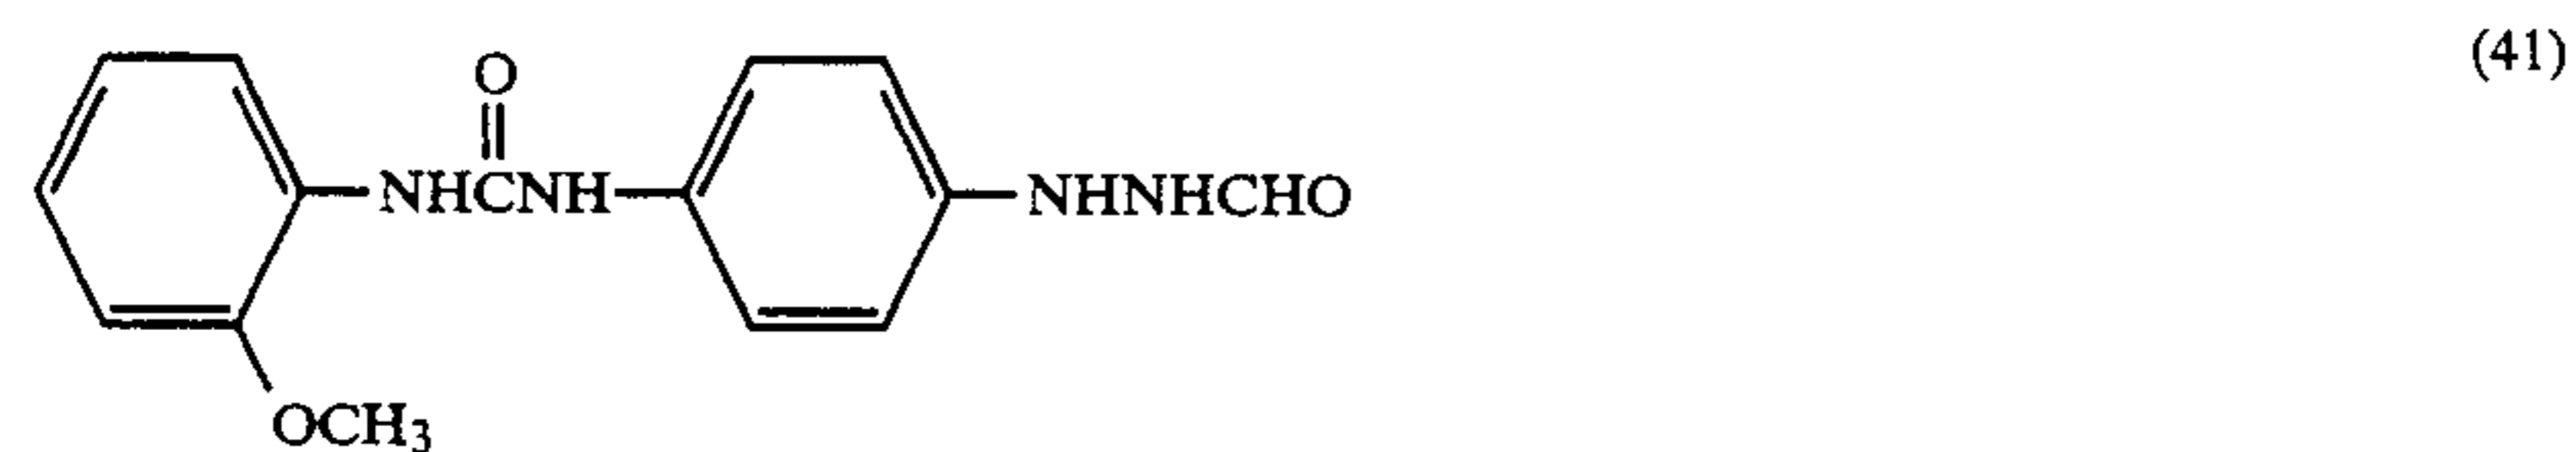 (41)
O
NHCNH
NHNHCHO
OCH₃